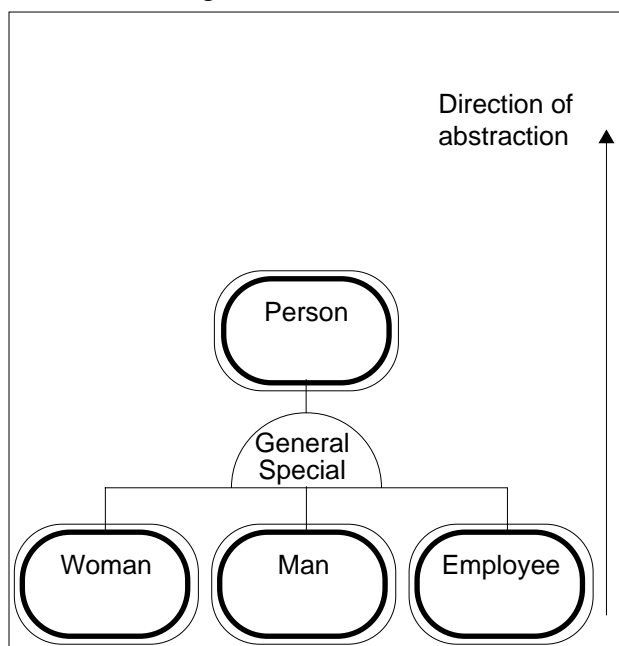 Direction of
abstraction
Person
General
Special
Woman
Man
Employee